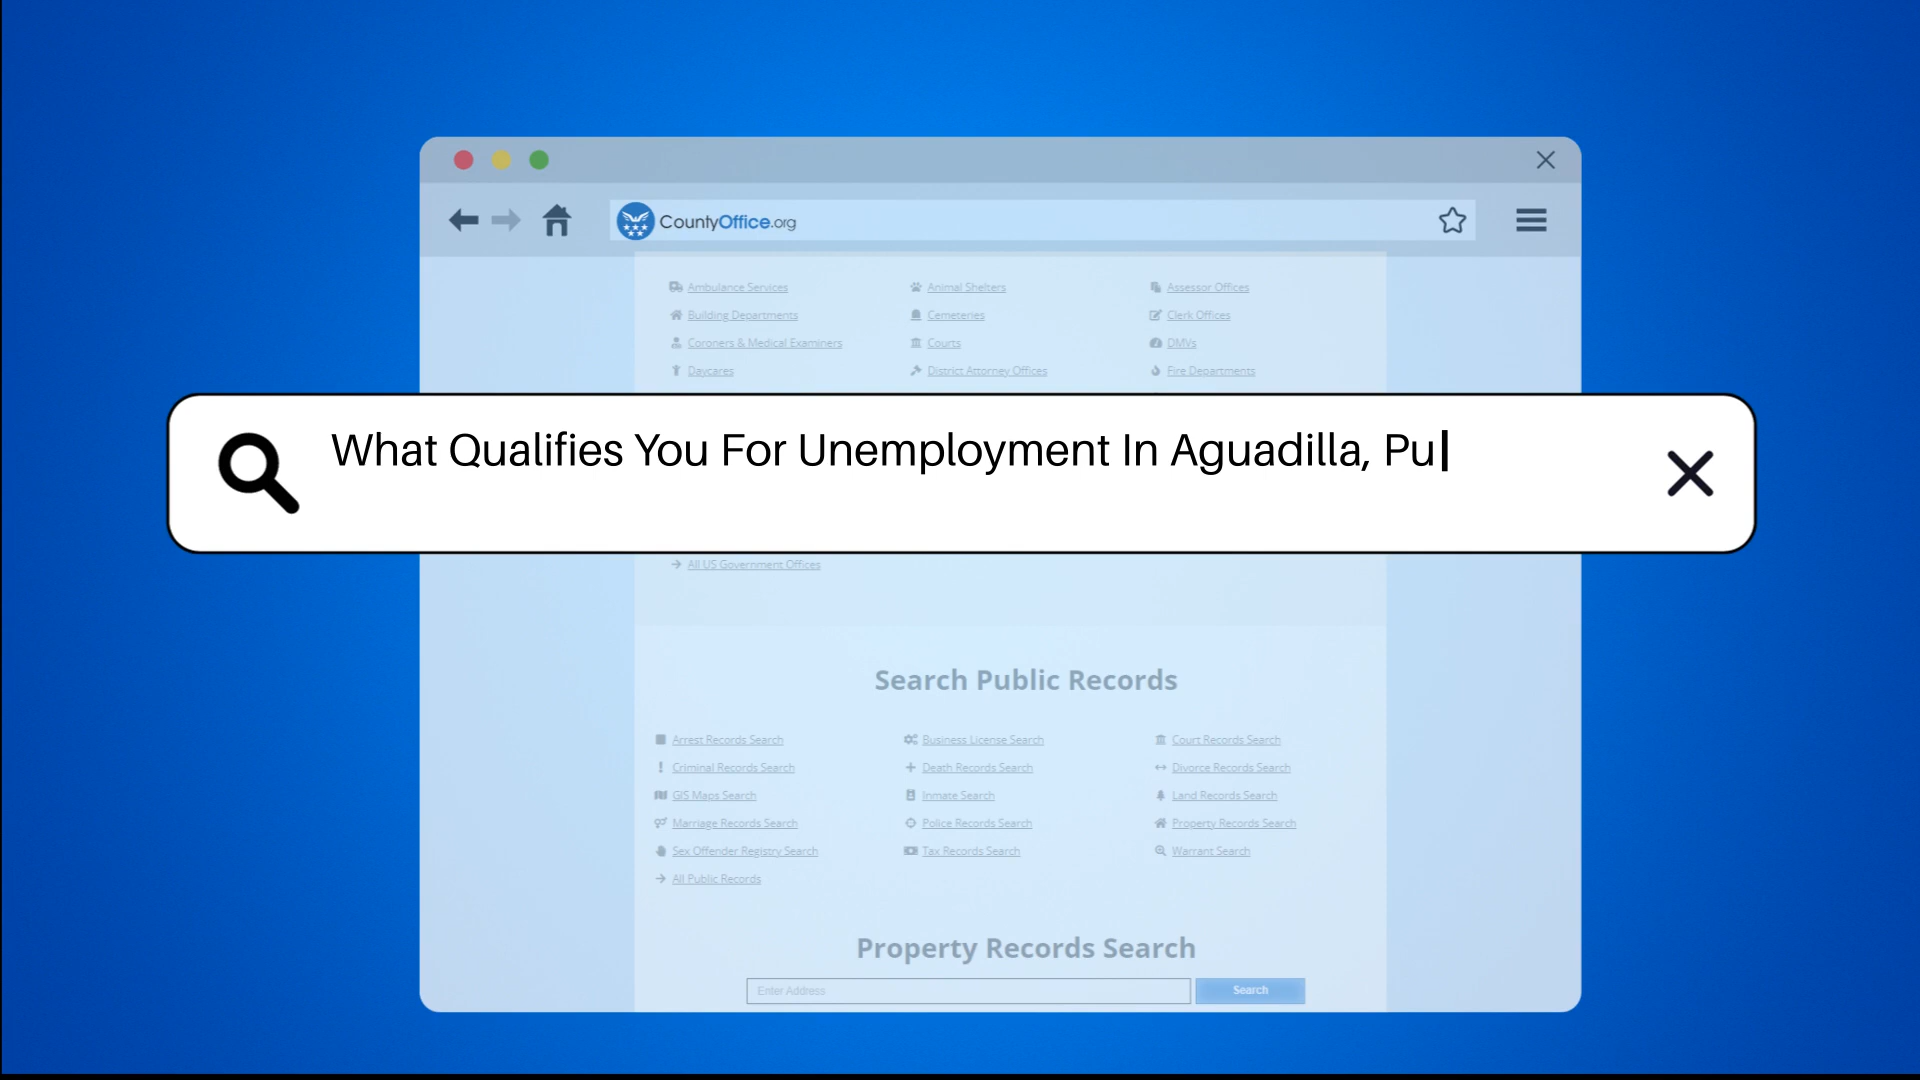 CountyOffice.org
Ambulance Services Animal Shelters Assessor Offices
Building Departments Cemeteries Clerk Offices
Coroners & Medical Examiners Courts DMVs
Daycares District Attorney Offices Fire Departments
What Qualifies You For Unemployment In Aguadilla, Pu
All US Government Offices
Search Public Records
Arrest Records Search Business License Search Court Records Search
Criminal Records Search Death Records Search Divorce Records Search
GIS Maps Search Inmate Search Land Records Search
Marriage Records Search Police Records Search Property Records Search
Sex Offender Registry Search Tax Records Search Warrant Search
All Public Records
Property Records Search
Enter Address Search